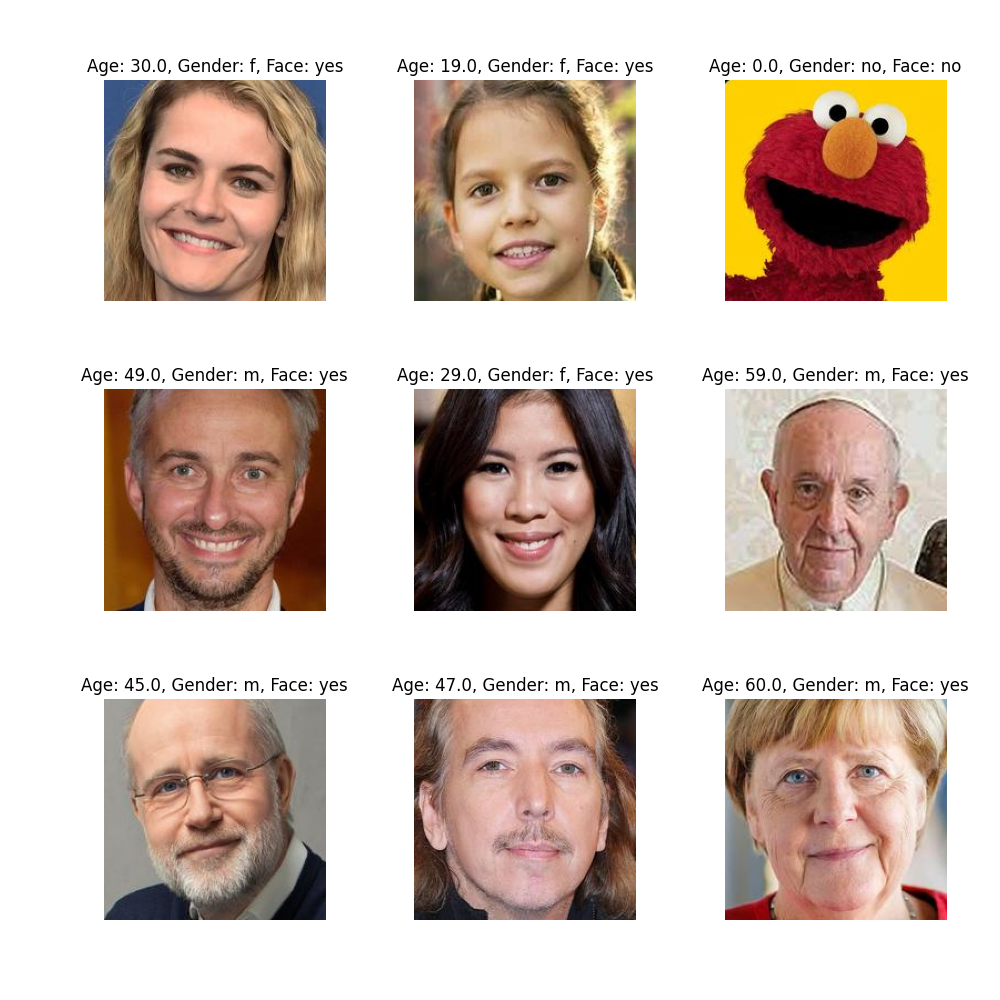 Age: 30.0, Gender: f, Face: yes
Age: 19.0, Gender: f, Face: yes
Age: 0.0, Gender: no, Face: no
Age: 49.0, Gender: m, Face: yes
Age: 29.0, Gender: f, Face: yes
Age: 59.0, Gender: m, Face: yes
Age: 45.0, Gender: m, Face: yes
Age: 47.0, Gender: m, Face: yes
Age: 60.0, Gender: m, Face: yes